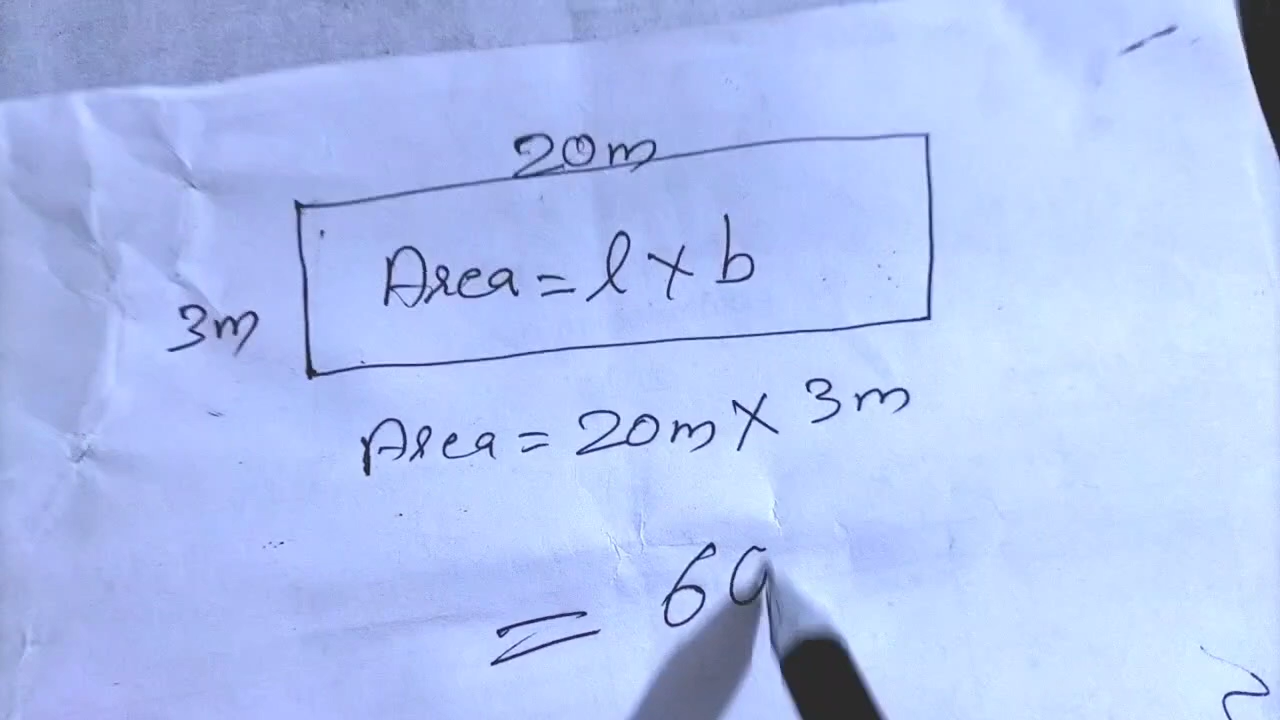 20m
Area = l × b
3m
Area = 20m × 3m
= 60